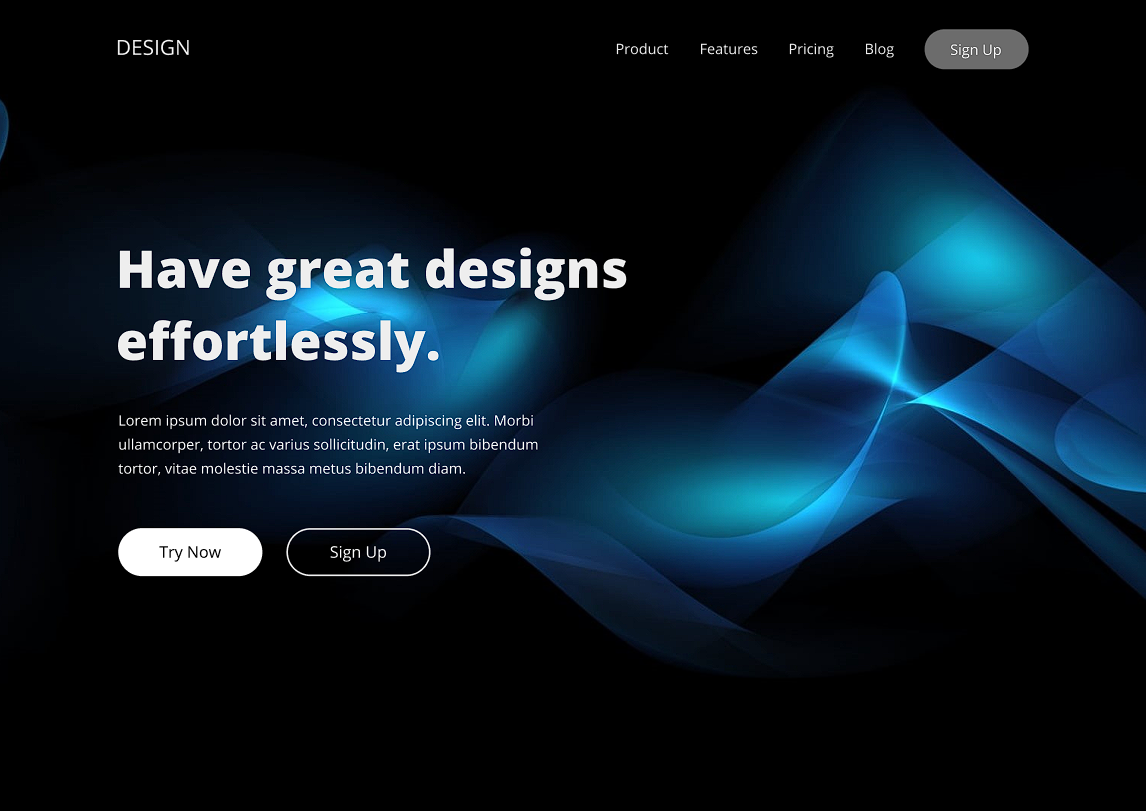 DESIGN
Product Features Pricing Blog Sign Up
Have great designs
effortlessly.
Lorem ipsum dolor sit amet, consectetur adipiscing elit. Morbi
ullamcorper, tortor ac varius sollicitudin, erat ipsum bibendum
tortor, vitae molestie massa metus bibendum diam.
Try Now Sign Up